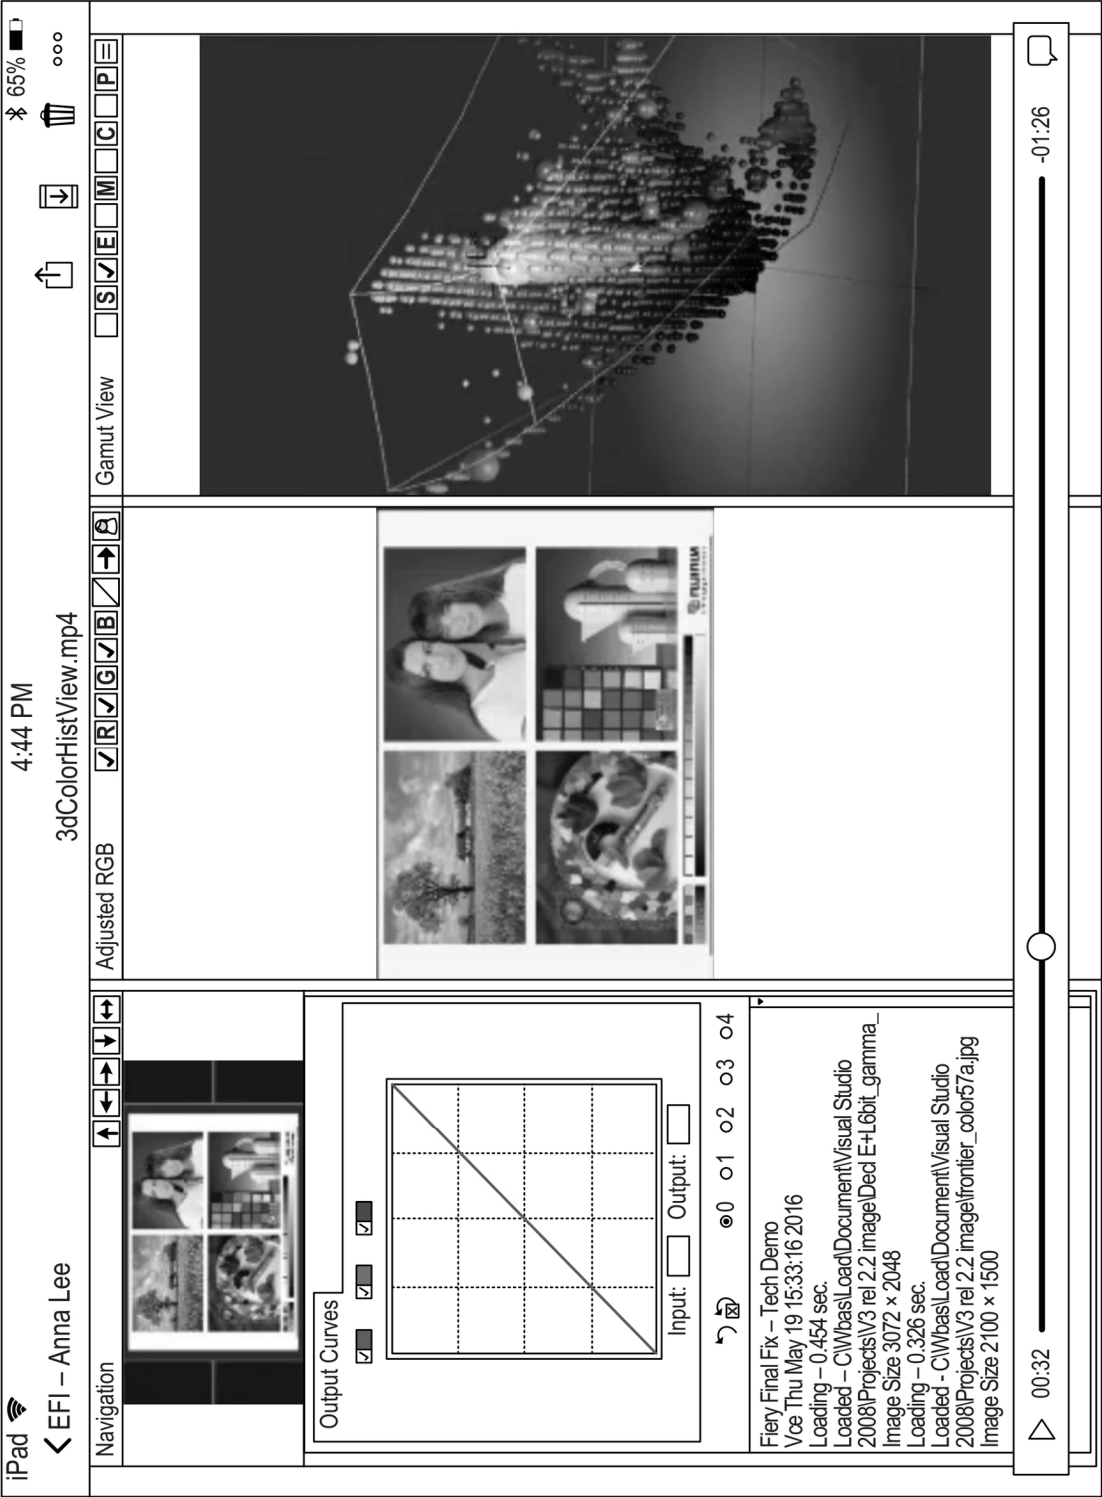 iPad
4:44 PM
65%
EFI – Anna Lee
3dColorHistView.mp4
Navigation
Adjusted RGB
R G B
Gamut View
S E M C P
Output Curves
Input: Output:
0 1 2 3 4
Fiery Final Fix – Tech Demo
Vce Thu May 19 15:33:16 2016
Loading – 0.454 sec.
Loaded – C\Wbas\Load\Document\Visual Studio
2008\Projects\V3 rel 2.2 image\Ded E+L6bit_gamma_
Image Size 3072 × 2048
Loading – 0.326 sec.
Loaded - C\Wbas\Load\Document\Visual Studio
2008\Projects\V3 rel 2.2 image\frontier_color57a.jpg
Image Size 2100 × 1500
FUJIFILM
00:32
-01:26